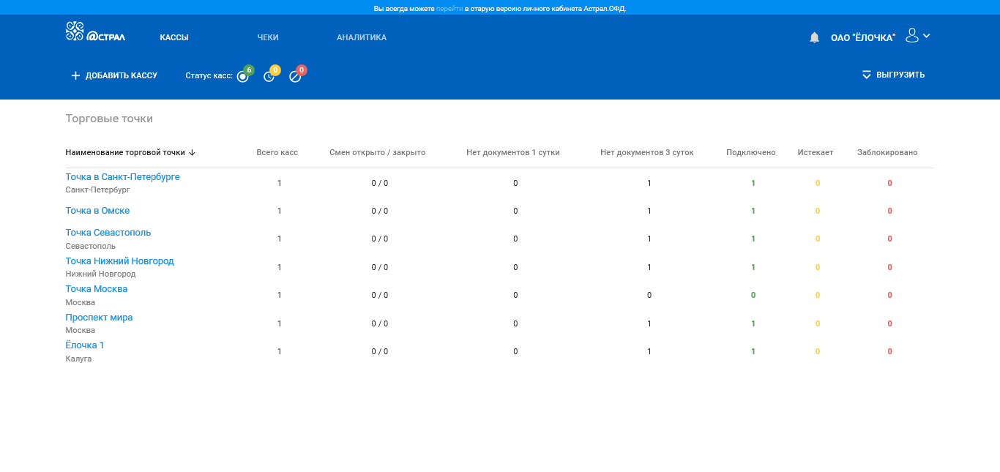 Вы всегда можете перейти в старую версию личного кабинета Астрал.ОФД.
@СТРАЛ КАССЫ ЧЕКИ АНАЛИТИКА ОАО "ЁЛОЧКА"
ДОБАВИТЬ КАССУ Статус касс: 6 0 0 ВЫГРУЗИТЬ
Торговые точки
Наименование торговой точки Всего касс Смен открыто / закрыто Нет документов 1 сутки Нет документов 3 суток Подключено Истекает Заблокировано
Точка в Санкт-Петербурге 1 0 / 0 0 1 1 0 0
Санкт-Петербург
Точка в Омске 1 0 / 0 0 1 1 0 0
Точка Севастополь 1 0 / 0 0 1 1 0 0
Севастополь
Точка Нижний Новгород 1 0 / 0 0 1 1 0 0
Нижний Новгород
Точка Москва 1 0 / 0 0 0 0 0 0
Москва
Проспект мира 1 0 / 0 0 1 1 0 0
Москва
Ёлочка 1 1 0 / 0 0 1 1 0 0
Калуга